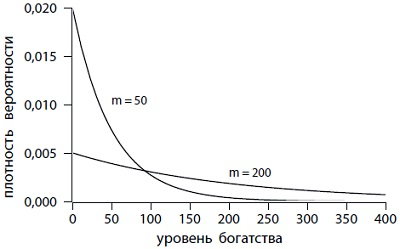 плотность вероятности
0,020
0,015
0,010
0,005
0,000
m = 50
m = 200
0 50 100 150 200 250 300 350 400
уровень богатства